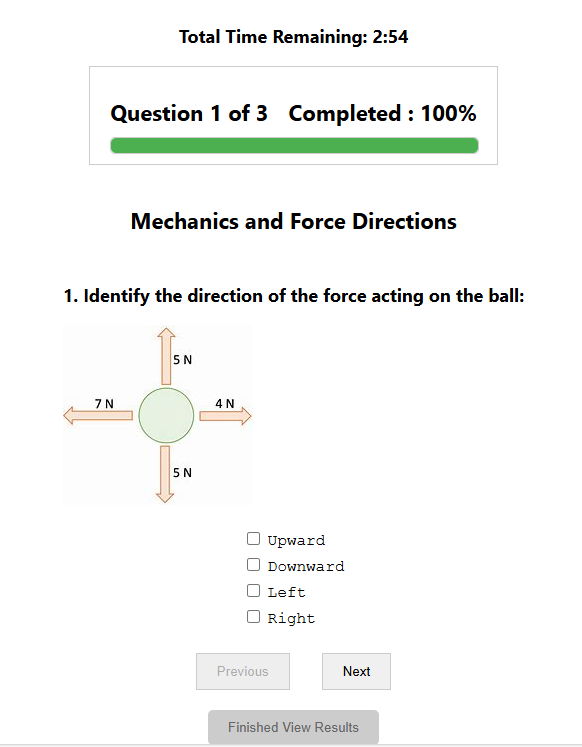 Total Time Remaining: 2:54
Question 1 of 3 Completed : 100%
Mechanics and Force Directions
1. Identify the direction of the force acting on the ball:
5 N
7 N
4 N
5 N
Upward
Downward
Left
Right
Previous
Next
Finished View Results